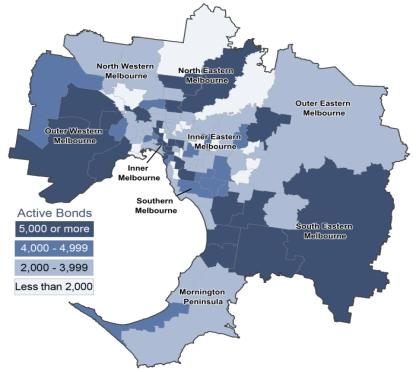 North Western
Melbourne
North Eastern
Melbourne
Outer Eastern
Melbourne
Outer Western
Melbourne
Inner Eastern
Melbourne
Inner
Melbourne
Southern
Melbourne
South Eastern
Melbourne
Mornington
Peninsula
Active Bonds
5,000 or more
4,000 - 4,999
2,000 - 3,999
Less than 2,000